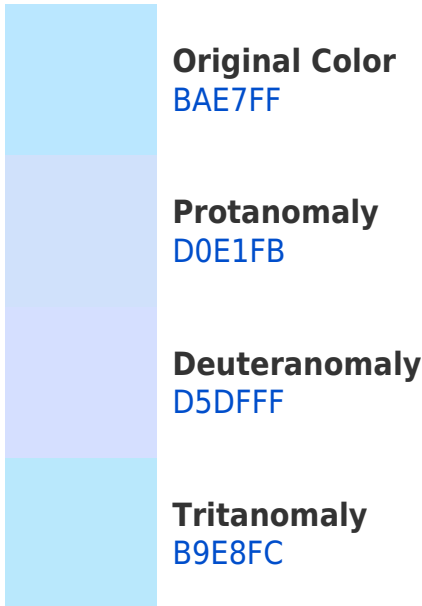 Original Color
BAE7FF
Protanomaly
D0E1FB
Deuteranomaly
D5DFFF
Tritanomaly
B9E8FC